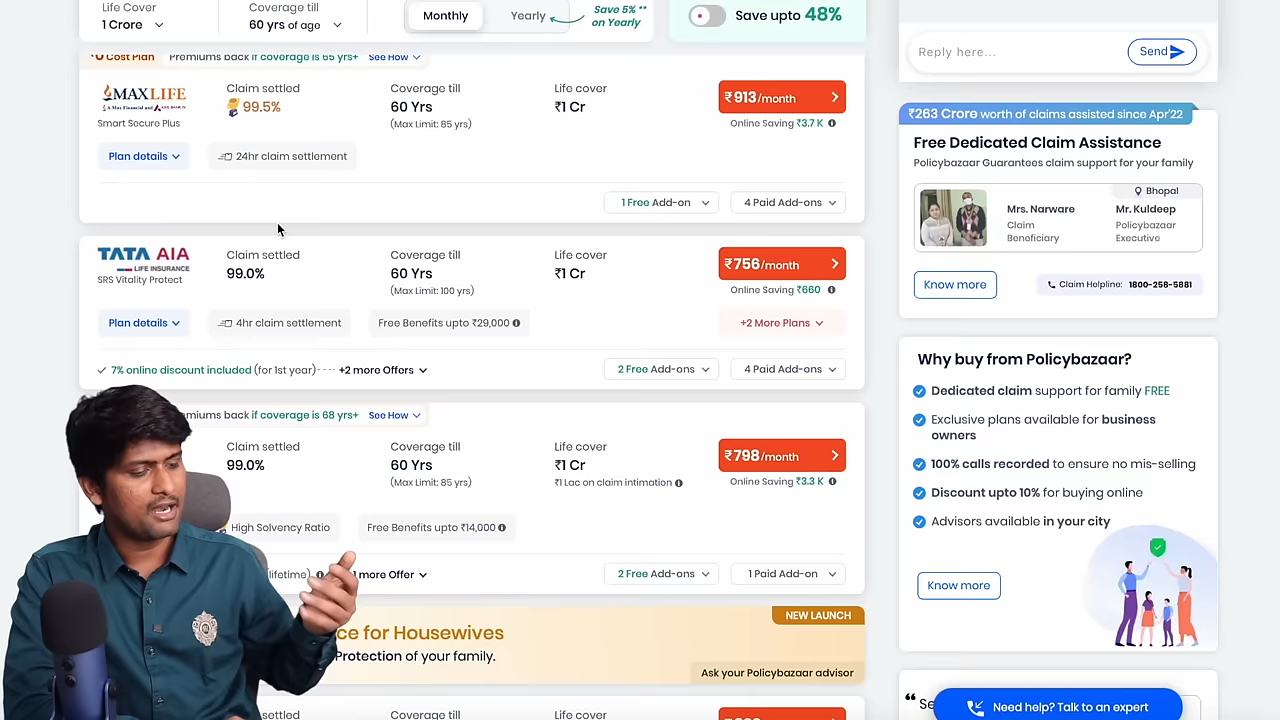 Life Cover
1 Crore
Coverage till
60 yrs of age
Monthly
Yearly
Save 5% **
on Yearly
Save upto 48%
Cost Plan
Premiums back if coverage is 65 yrs+
See How
MAX LIFE
INSURANCE
Smart Secure Plus
Claim settled
99.5%
Coverage till
60 Yrs
(Max Limit: 85 yrs)
Life cover
₹1 Cr
₹913/month
Online Saving ₹3.7 K
Plan details
24hr claim settlement
1 Free Add-on
4 Paid Add-ons
TATA AIA
LIFE INSURANCE
SRS Vitality Protect
Claim settled
99.0%
Coverage till
60 Yrs
(Max Limit: 100 yrs)
Life cover
₹1 Cr
₹756/month
Online Saving ₹660
Plan details
4hr claim settlement
Free Benefits upto ₹29,000
+2 More Plans
7% online discount included (for 1st year)
+2 more Offers
2 Free Add-ons
4 Paid Add-ons
miums back if coverage is 68 yrs+
See How
Claim settled
99.0%
Coverage till
60 Yrs
(Max Limit: 85 yrs)
Life cover
₹1 Cr
₹1 Lac on claim intimation
₹798/month
Online Saving ₹3.3 K
High Solvency Ratio
Free Benefits upto ₹14,000
lifetime)
1 more Offer
2 Free Add-ons
1 Paid Add-on
NEW LAUNCH
ce for Housewives
Protection of your family.
Ask your Policybazaar advisor
settled
Coverage till
Life cover
Reply here...
Send
₹263 Crore worth of claims assisted since Apr'22
Free Dedicated Claim Assistance
Policybazaar Guarantees claim support for your family
Bhopal
Mrs. Narware
Claim
Beneficiary
Mr. Kuldeep
Policybazaar
Executive
Know more
Claim Helpline: 1800-258-5881
Why buy from Policybazaar?
Dedicated claim support for family FREE
Exclusive plans available for business
owners
100% calls recorded to ensure no mis-selling
Discount upto 10% for buying online
Advisors available in your city
Know more
Need help? Talk to an expert